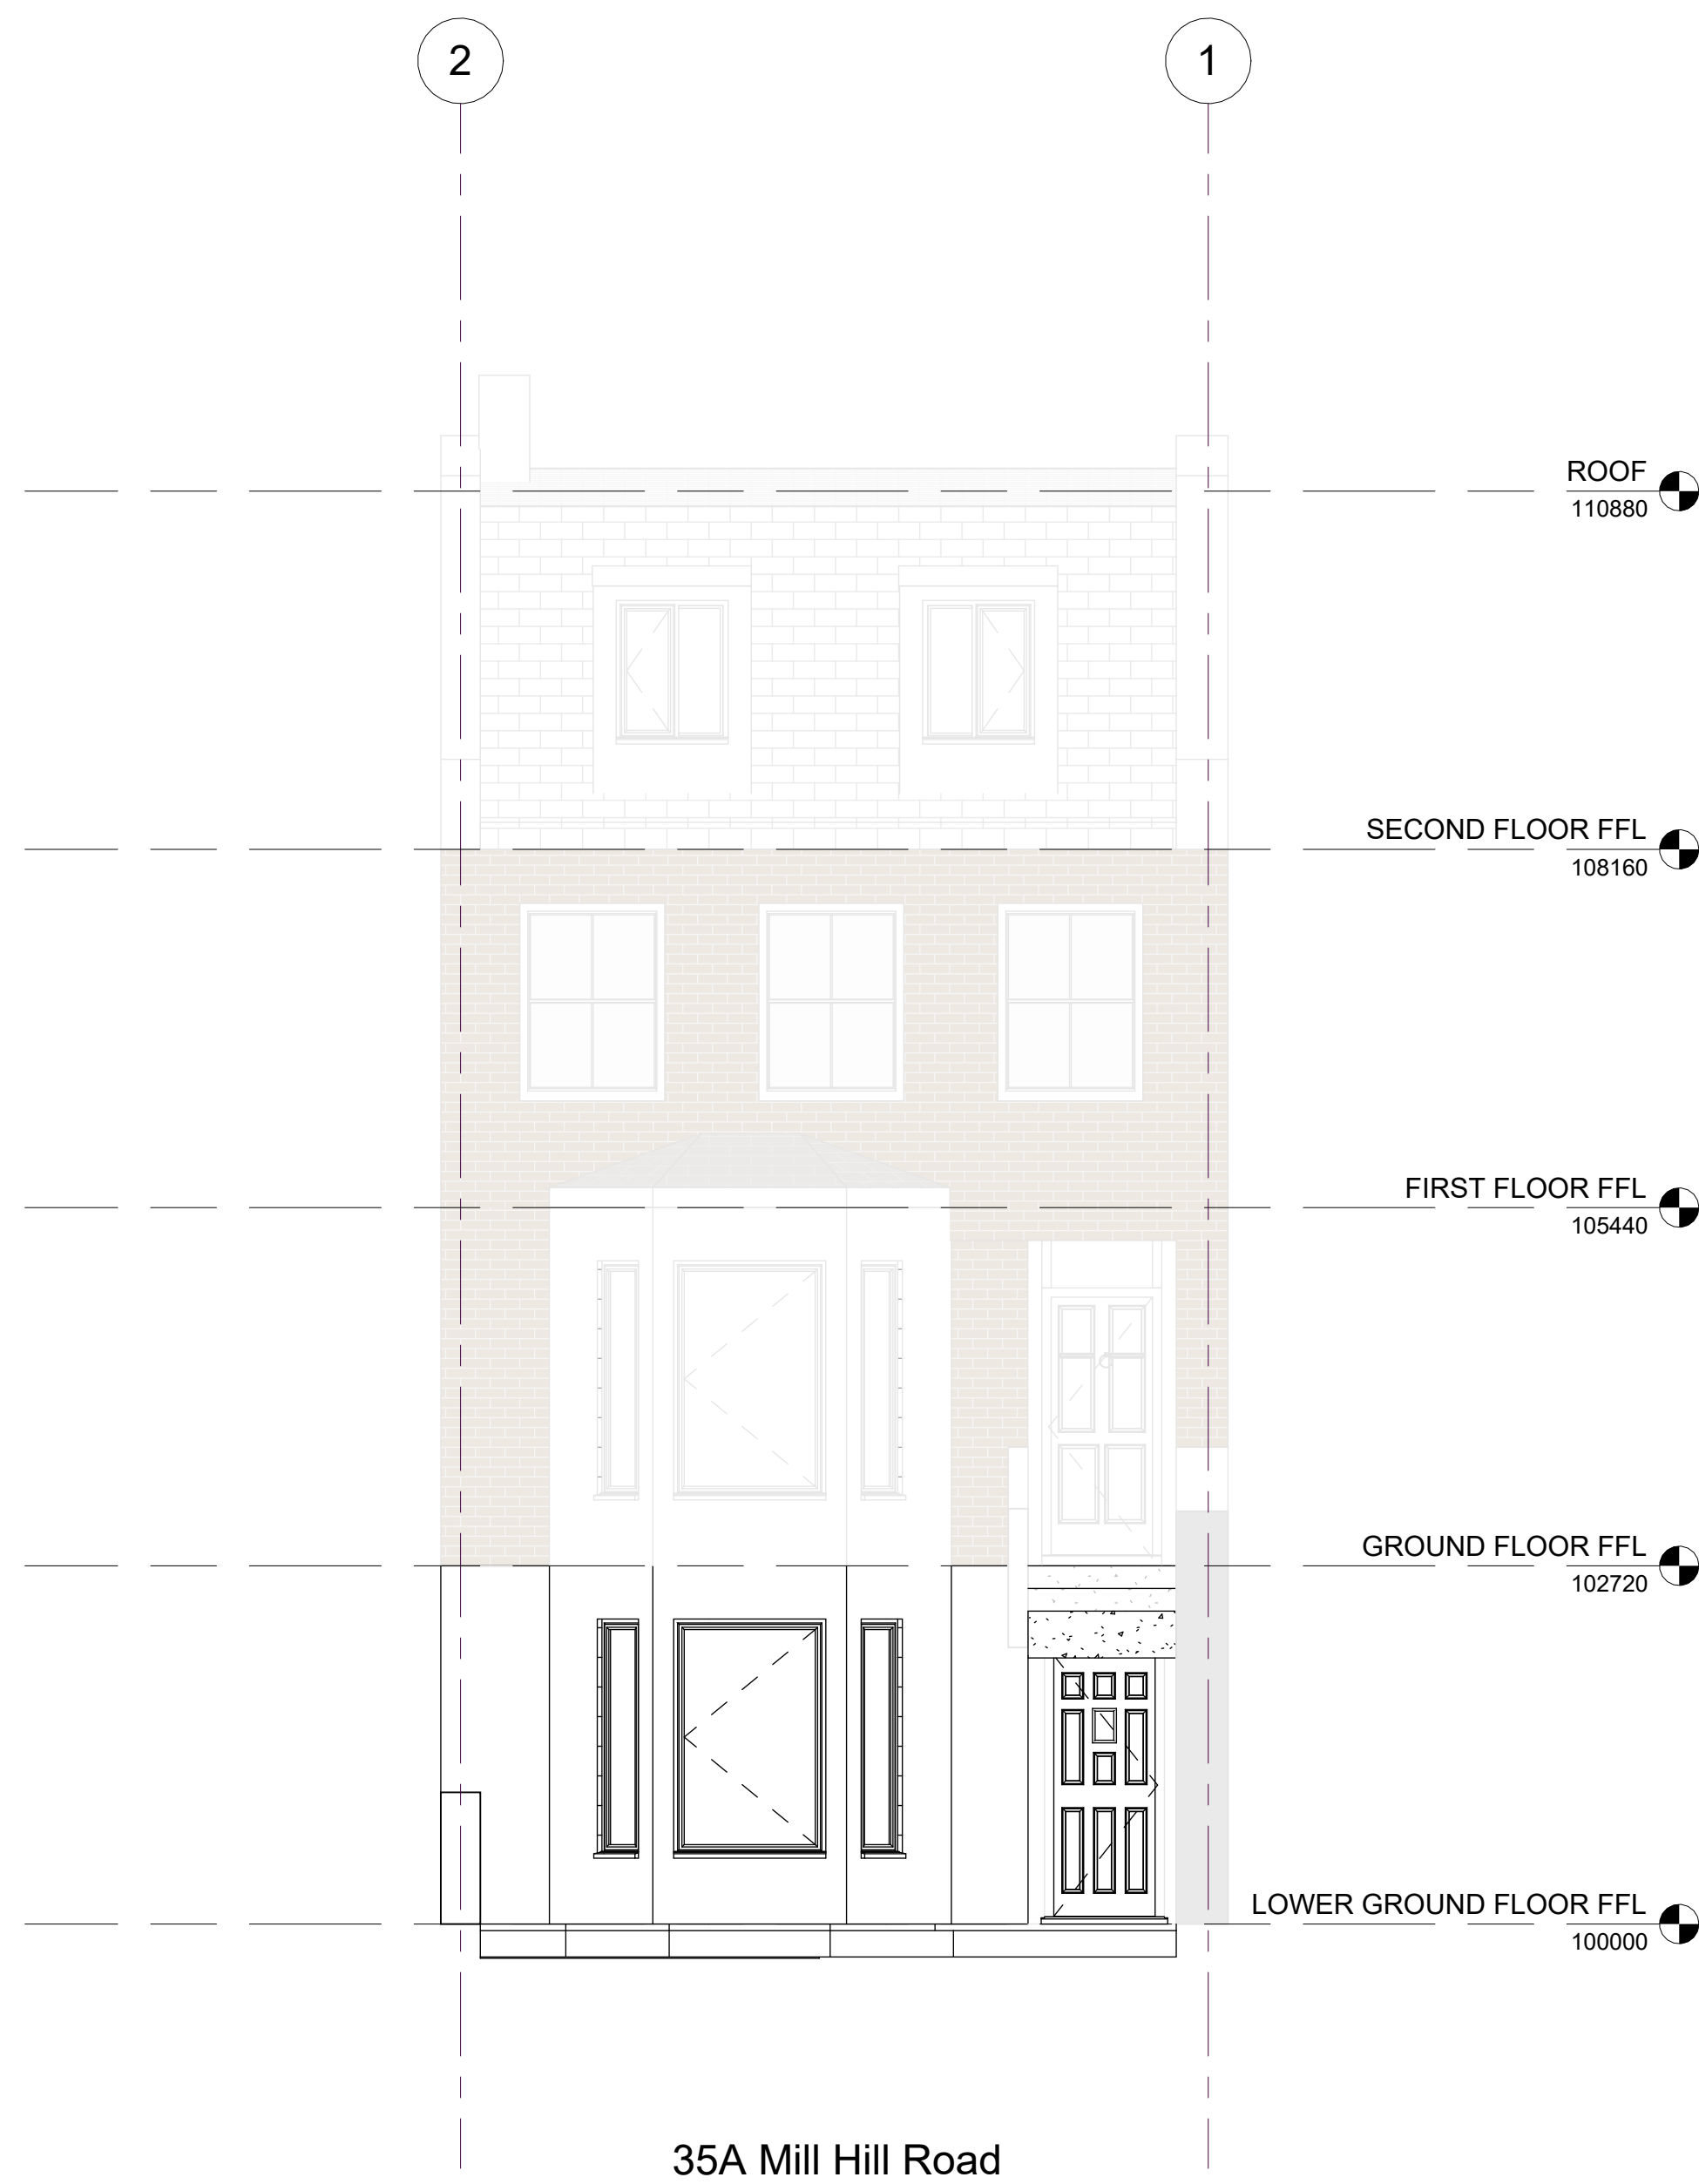 2
1
ROOF
110880
SECOND FLOOR FFL
108160
FIRST FLOOR FFL
105440
GROUND FLOOR FFL
102720
LOWER GROUND FLOOR FFL
100000
35A Mill Hill Road